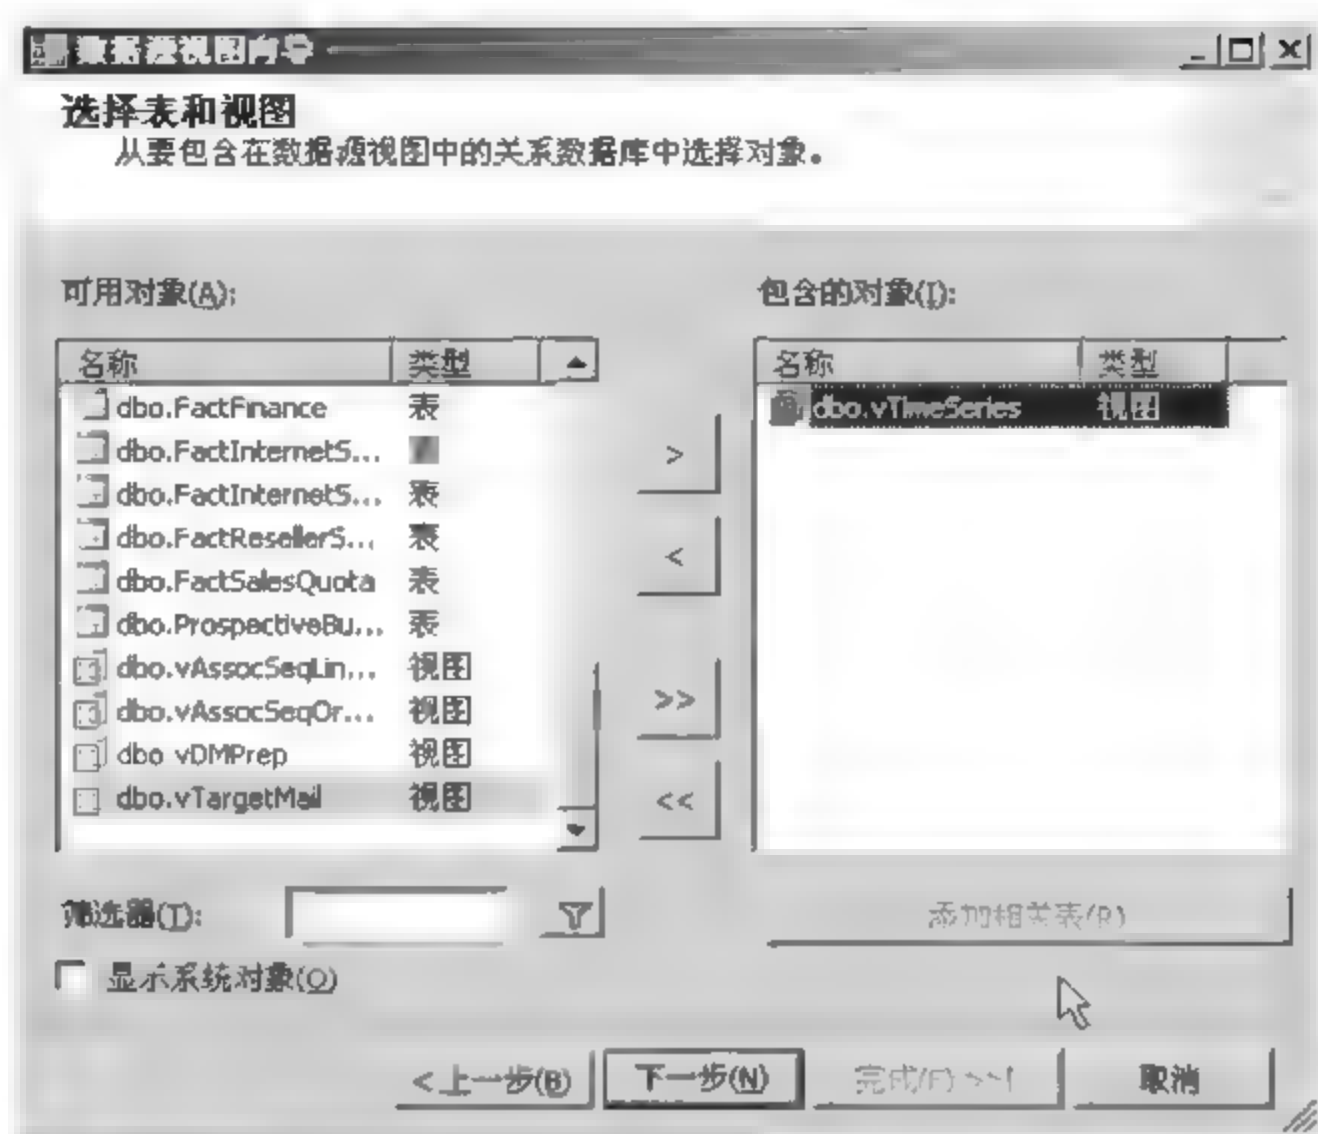 数据源视图向导
选择表和视图
从要包含在数据源视图中的关系数据库中选择对象。
可用对象(A):
名称 类型
dbo.FactFinance 表
dbo.FactInternetS...
dbo.FactInternetS... 表
dbo.FactResellerS... 表
dbo.FactSalesQuota 表
dbo.ProspectiveBu... 表
dbo.vAssocSeqLin... 视图
dbo.vAssocSeqOr... 视图
dbo.vDMPrep 视图
dbo.vTargetMail 视图
>
<
>>
<<
包含的对象(I):
名称 类型
dbo.vTimeSeries 视图
筛选器(T):
添加相关表(R)
显示系统对象(O)
<上一步(B) 下一步(N) 完成(F) >>| 取消